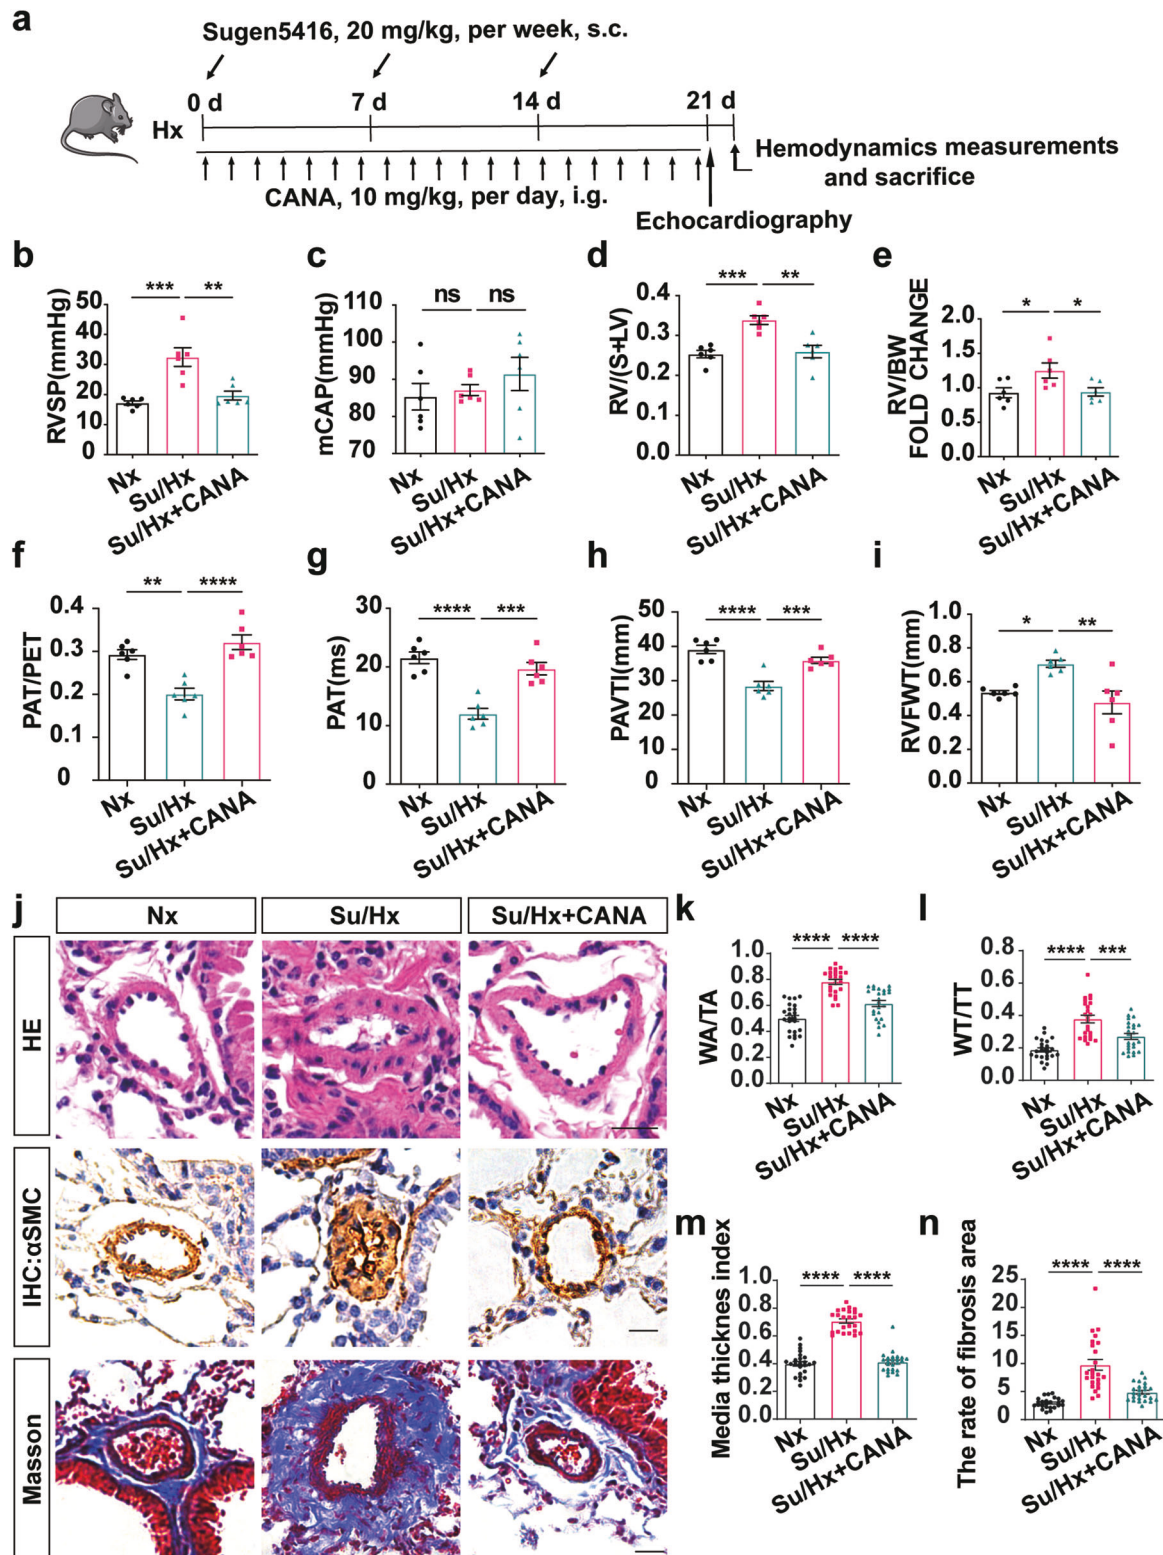 a
Sugen5416, 20 mg/kg, per week, s.c.
0 d 7 d 14 d 21 d
Hx
CANA, 10 mg/kg, per day, i.g.
Hemodynamics measurements
and sacrifice
Echocardiography
b
RVSP(mmHg)
*** **
50
40
30
20
10
0
Nx
Su/Hx
Su/Hx+CANA
c
mCAP(mmHg)
ns ns
110
100
90
80
70
Nx
Su/Hx
Su/Hx+CANA
d
RV/(S+LV)
*** **
0.4
0.3
0.2
0.0
Nx
Su/Hx
Su/Hx+CANA
e
RV/BW
FOLD CHANGE
* *
2.0
1.5
1.0
0.5
0.0
Nx
Su/Hx
Su/Hx+CANA
f
PAT/PET
** ****
0.4
0.3
0.2
0.1
0
Nx
Su/Hx
Su/Hx+CANA
g
PAT(ms)
**** ***
30
20
10
0
Nx
Su/Hx
Su/Hx+CANA
h
PAVTI(mm)
**** ***
50
40
30
20
10
0
Nx
Su/Hx
Su/Hx+CANA
i
RVFWT(mm)
* **
1.0
0.8
0.6
0.4
0.2
0.0
Nx
Su/Hx
Su/Hx+CANA
j
Nx Su/Hx Su/Hx+CANA
HE
IHC:αSMC
Masson
k
WA/TA
**** ****
1.0
0.8
0.6
0.4
0.2
0.0
Nx
Su/Hx
Su/Hx+CANA
l
WT/TT
**** ***
0.8
0.6
0.4
0.2
0.0
Nx
Su/Hx
Su/Hx+CANA
m
Media thicknes index
**** ****
1.0
0.8
0.6
0.4
0.2
0.0
Nx
Su/Hx
Su/Hx+CANA
n
The rate of fibrosis area
**** ****
25
20
15
10
5
0
Nx
Su/Hx
Su/Hx+CANA